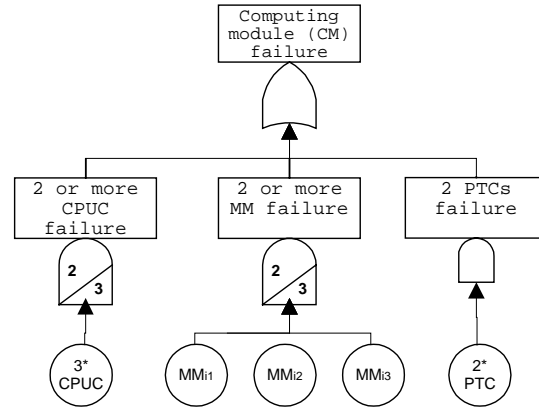 Computing
module (CM)
failure
2 or more
CPUC
failure
2 or more
MM failure
2 PTCs
failure
2
3
2
3
3*
CPUC
MMi1
MMi2
MMi3
2*
PTC